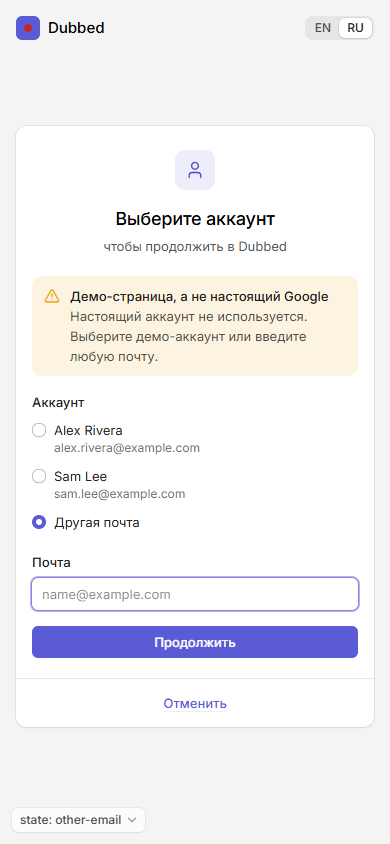 Dubbed
EN
RU
Выберите аккаунт
чтобы продолжить в Dubbed
Демо-страница, а не настоящий Google
Настоящий аккаунт не используется.
Выберите демо-аккаунт или введите
любую почту.
Аккаунт
Alex Rivera
alex.rivera@example.com
Sam Lee
sam.lee@example.com
Другая почта
Почта
name@example.com
Продолжить
Отменить
state: other-email